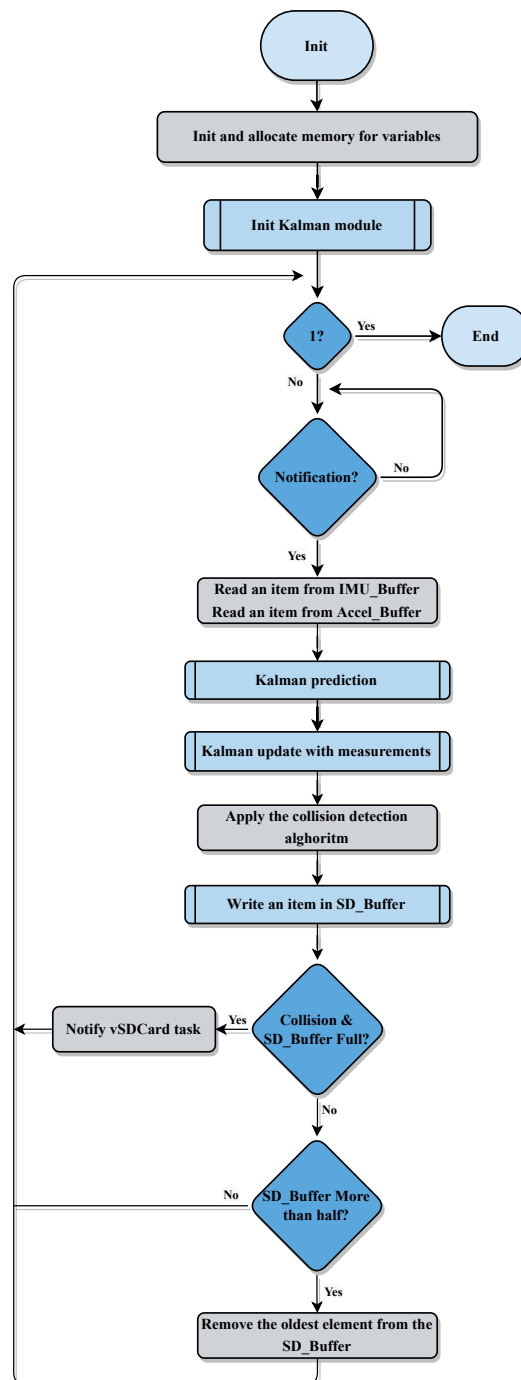 Init
Init and allocate memory for variables
Init Kalman module
1?
Yes
End
No
Notification?
No
Yes
Read an item from IMU_Buffer
Read an item from Accel_Buffer
Kalman prediction
Kalman update with measurements
Apply the collision detection
alghoritm
Write an item in SD_Buffer
Collision &
SD_Buffer Full?
Yes
Notify vSDCard task
No
SD_Buffer More
than half?
No
Yes
Remove the oldest element from the
SD_Buffer